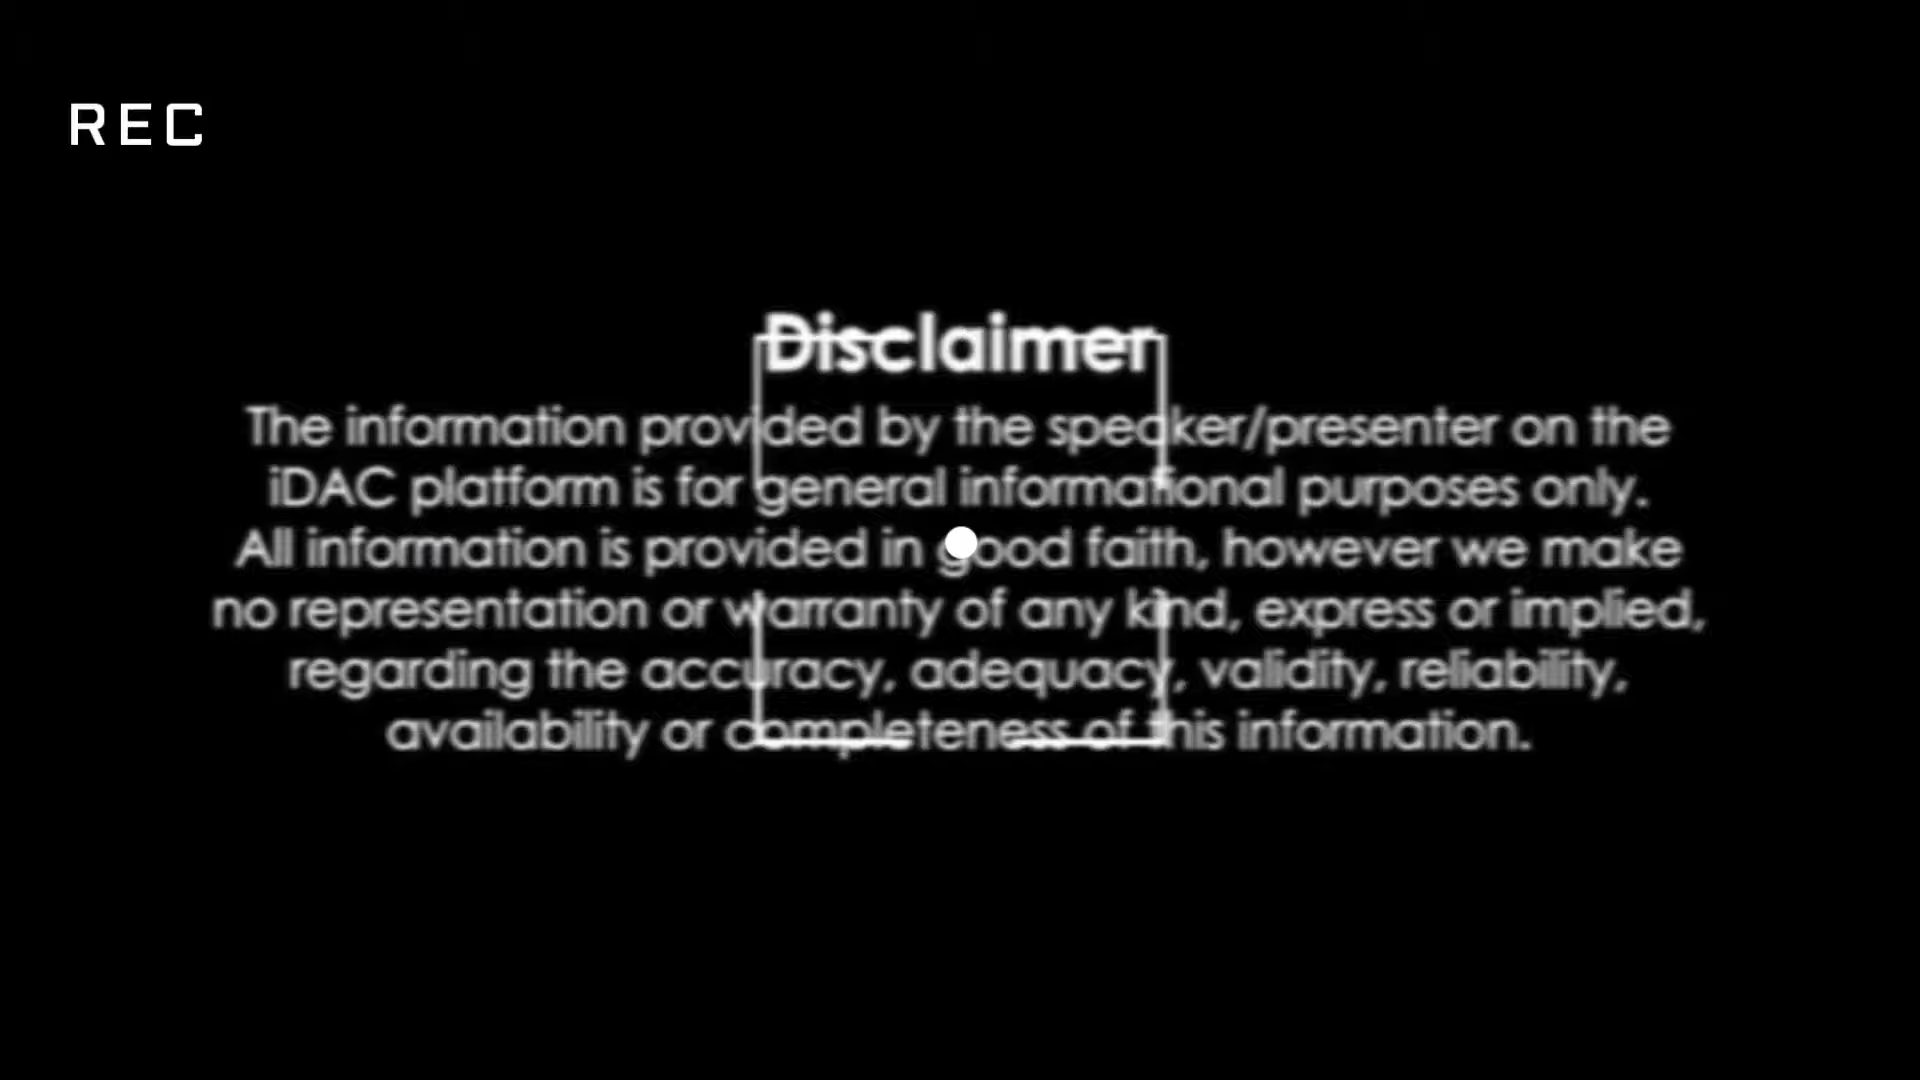 REC
Disclaimer
The information provided by the speaker/presenter on the
iDAC platform is for general informational purposes only.
All information is provided in good faith, however we make
no representation or warranty of any kind, express or implied,
regarding the accuracy, adequacy, validity, reliability,
availability or completeness of this information.